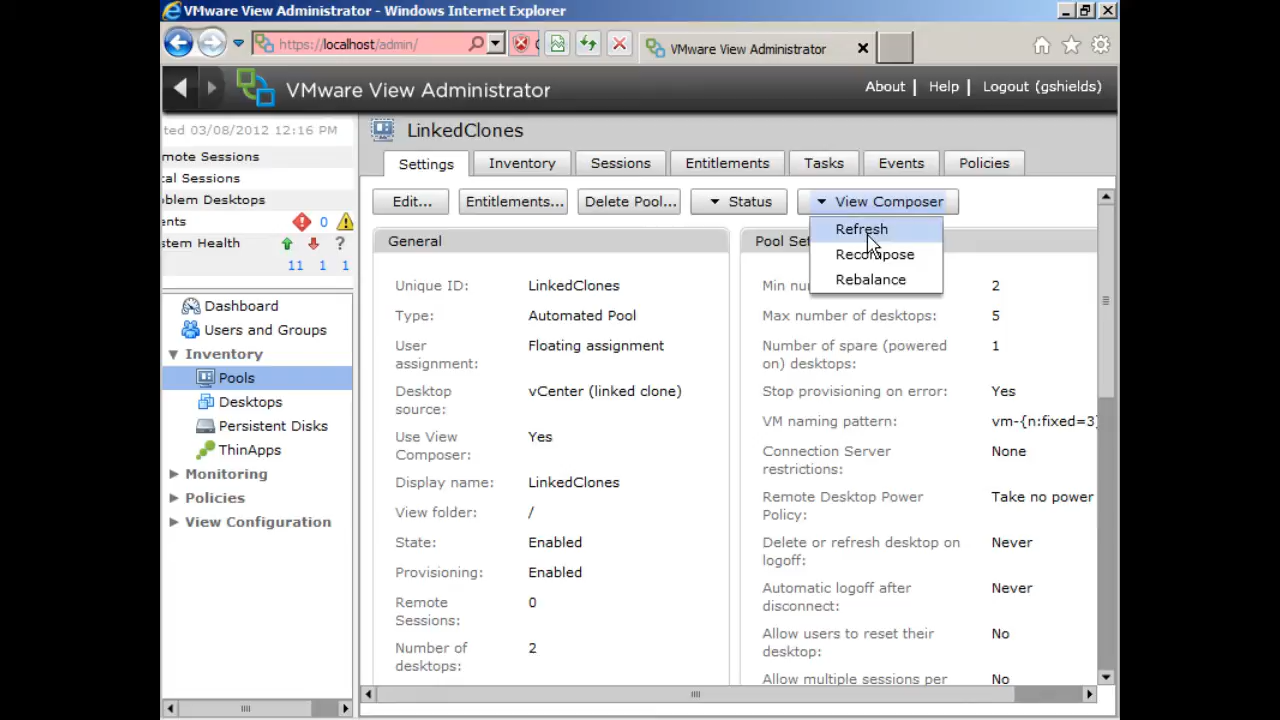 VMware View Administrator - Windows Internet Explorer
https://localhost/admin/
VMware View Administrator
VMware View Administrator
About | Help | Logout (gshields)
ted 03/08/2012 12:16 PM
mote Sessions
cal Sessions
oblem Desktops
ents 0
stem Health
11 1 1
Dashboard
Users and Groups
Inventory
Pools
Desktops
Persistent Disks
ThinApps
Monitoring
Policies
View Configuration
LinkedClones
Settings Inventory Sessions Entitlements Tasks Events Policies
Edit... Entitlements... Delete Pool... Status View Composer
Refresh
Recompose
Rebalance
General
Unique ID: LinkedClones
Type: Automated Pool
User assignment: Floating assignment
Desktop source: vCenter (linked clone)
Use View Composer: Yes
Display name: LinkedClones
View folder: /
State: Enabled
Provisioning: Enabled
Remote Sessions: 0
Number of desktops: 2
Pool Set
Min nu 2
Max number of desktops: 5
Number of spare (powered on) desktops: 1
Stop provisioning on error: Yes
VM naming pattern: vm-{n:fixed=3}
Connection Server restrictions: None
Remote Desktop Power Policy: Take no power
Delete or refresh desktop on logoff: Never
Automatic logoff after disconnect: Never
Allow users to reset their desktop: No
Allow multiple sessions per No